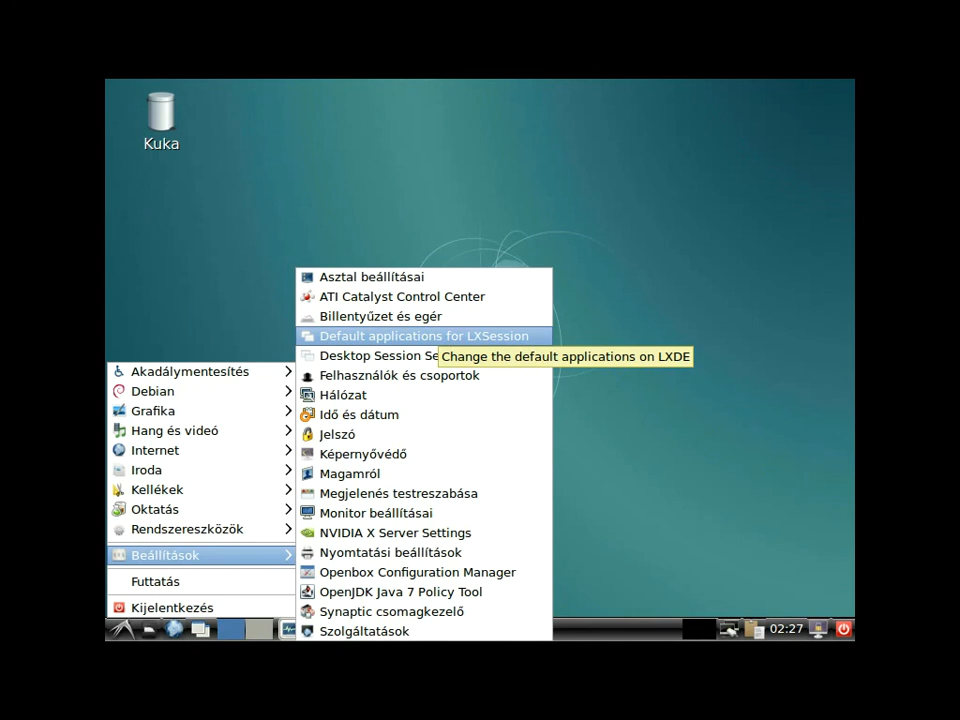 Kuka
Asztal beállításai
ATI Catalyst Control Center
Billentyűzet és egér
Default applications for LXSession
Desktop Session Se
Change the default applications on LXDE
Felhasználók és csoportok
Hálózat
Idő és dátum
Jelszó
Képernyővédő
Magamról
Megjelenés testreszabása
Monitor beállításai
NVIDIA X Server Settings
Nyomtatási beállítások
Openbox Configuration Manager
OpenJDK Java 7 Policy Tool
Synaptic csomagkezelő
Szolgáltatások
Akadálymentesítés
Debian
Grafika
Hang és videó
Internet
Iroda
Kellékek
Oktatás
Rendszereszközök
Beállítások
Futtatás
Kijelentkezés
02:27